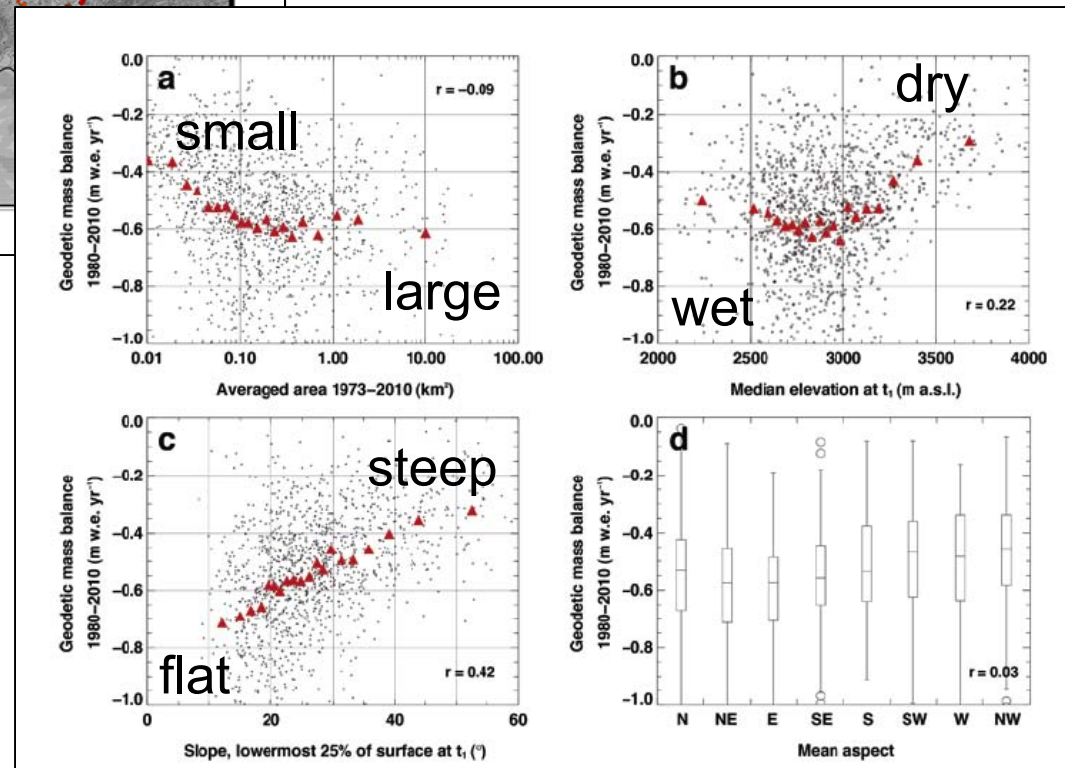 a
r = −0.09
small
large
0.0
−0.2
−0.4
−0.6
−0.8
−1.0
Geodetic mass balance
1980–2010 (m w.e. yr⁻¹)
0.01 0.10 1.00 10.00 100.00
Averaged area 1973–2010 (km²)
b
dry
wet
r = 0.22
0.0
−0.2
−0.4
−0.6
−0.8
−1.0
Geodetic mass balance
1980–2010 (m w.e. yr⁻¹)
2000 2500 3000 3500 4000
Median elevation at t₁ (m a.s.l.)
c
steep
flat
r = 0.42
0.0
−0.2
−0.4
−0.6
−0.8
−1.0
Geodetic mass balance
1980–2010 (m w.e. yr⁻¹)
0 20 40 60
Slope, lowermost 25% of surface at t₁ (°)
d
r = 0.03
0.0
−0.2
−0.4
−0.6
−0.8
−1.0
Geodetic mass balance
1980–2010 (m w.e. yr⁻¹)
N NE E SE S SW W NW
Mean aspect